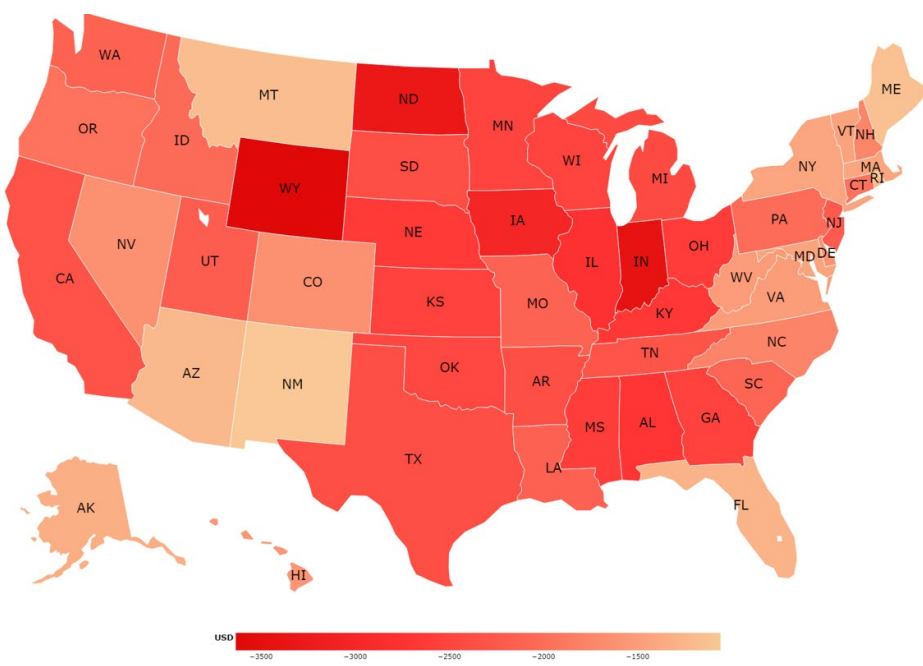 WA
ME
MT
ND
VT
NH
OR
MN
ID
NY
MA
WI
RI
SD
MI
CT
WY
PA
IA
NJ
NE
OH
NV
DE
MD
UT
IL
IN
WV
CA
CO
VA
MO
KS
KY
NC
TN
OK
AZ
NM
AR
SC
MS
AL
GA
TX
LA
FL
AK
HI
USD
−3500 −3000 −2500 −2000 −1500